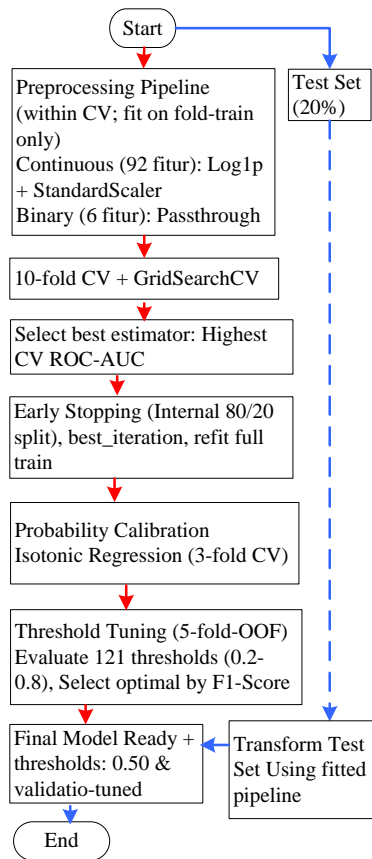 Start
Preprocessing Pipeline
(within CV; fit on fold-train
only)
Continuous (92 fitur): Log1p
+ StandardScaler
Binary (6 fitur): Passthrough
Test Set
(20%)
10-fold CV + GridSearchCV
Select best estimator: Highest
CV ROC-AUC
Early Stopping (Internal 80/20
split), best_iteration, refit full
train
Probability Calibration
Isotonic Regression (3-fold CV)
Threshold Tuning (5-fold-OOF)
Evaluate 121 thresholds (0.2-
0.8), Select optimal by F1-Score
Final Model Ready +
thresholds: 0.50 &
validatio-tuned
Transform Test
Set Using fitted
pipeline
End